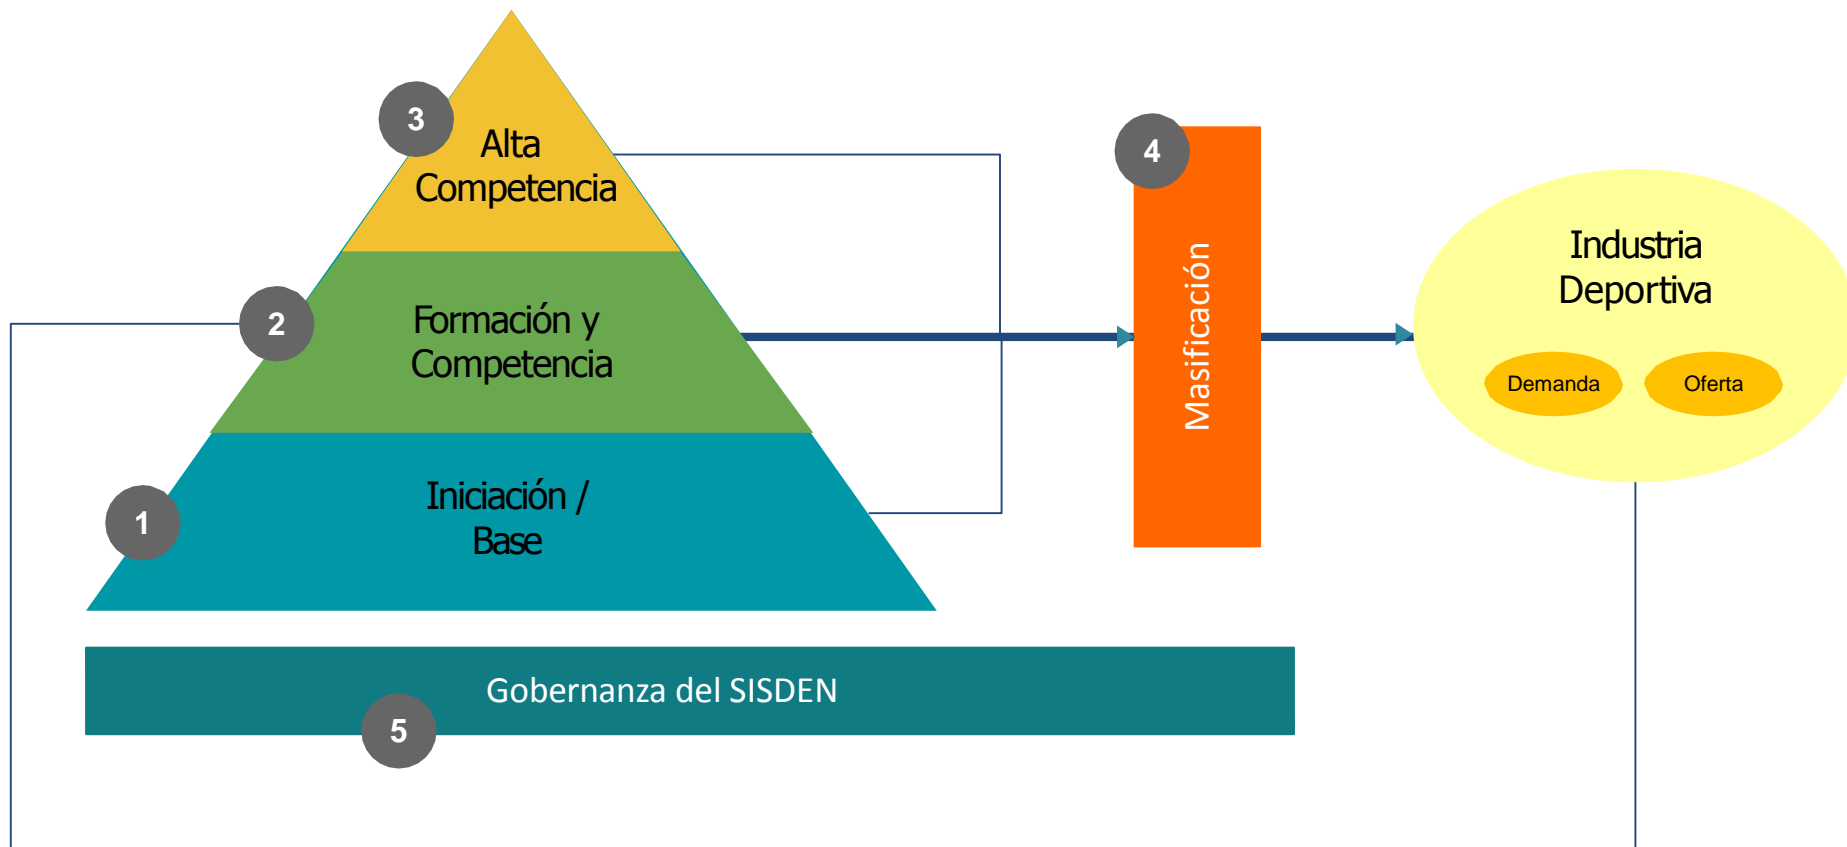 3
Alta
Competencia
2
Formación y
Competencia
1
Iniciación /
Base
4
Masificación
Industria
Deportiva
Demanda
Oferta
Gobernanza del SISDEN
5